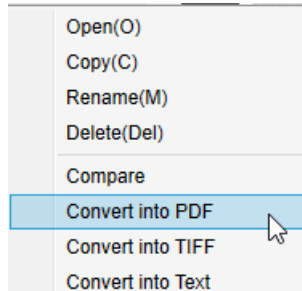 Open(O)
Copy(C)
Rename(M)
Delete(Del)
Compare
Convert into PDF
Convert into TIFF
Convert into Text